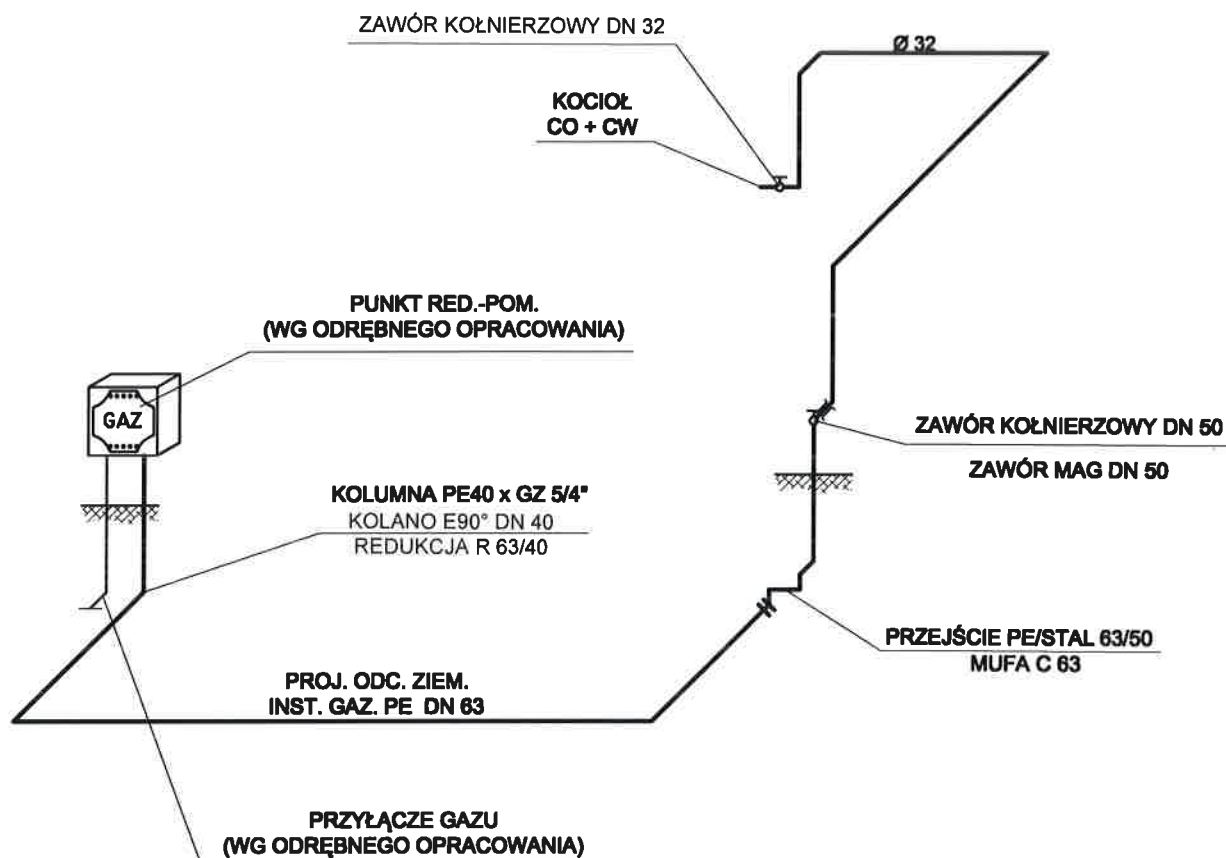 ZAWÓR KOŁNIERZOWY DN 32
Ø 32
KOCIOŁ
CO + CW
PUNKT RED.-POM.
(WG ODRĘBNEGO OPRACOWANIA)
GAZ
ZAWÓR KOŁNIERZOWY DN 50
ZAWÓR MAG DN 50
KOLUMNA PE40 x GZ 5/4"
KOLANO E90° DN 40
REDUKCJA R 63/40
PRZEJŚCIE PE/STAL 63/50
MUFA C 63
PROJ. ODC. ZIEM.
INST. GAZ. PE DN 63
PRZYŁĄCZE GAZU
(WG ODRĘBNEGO OPRACOWANIA)